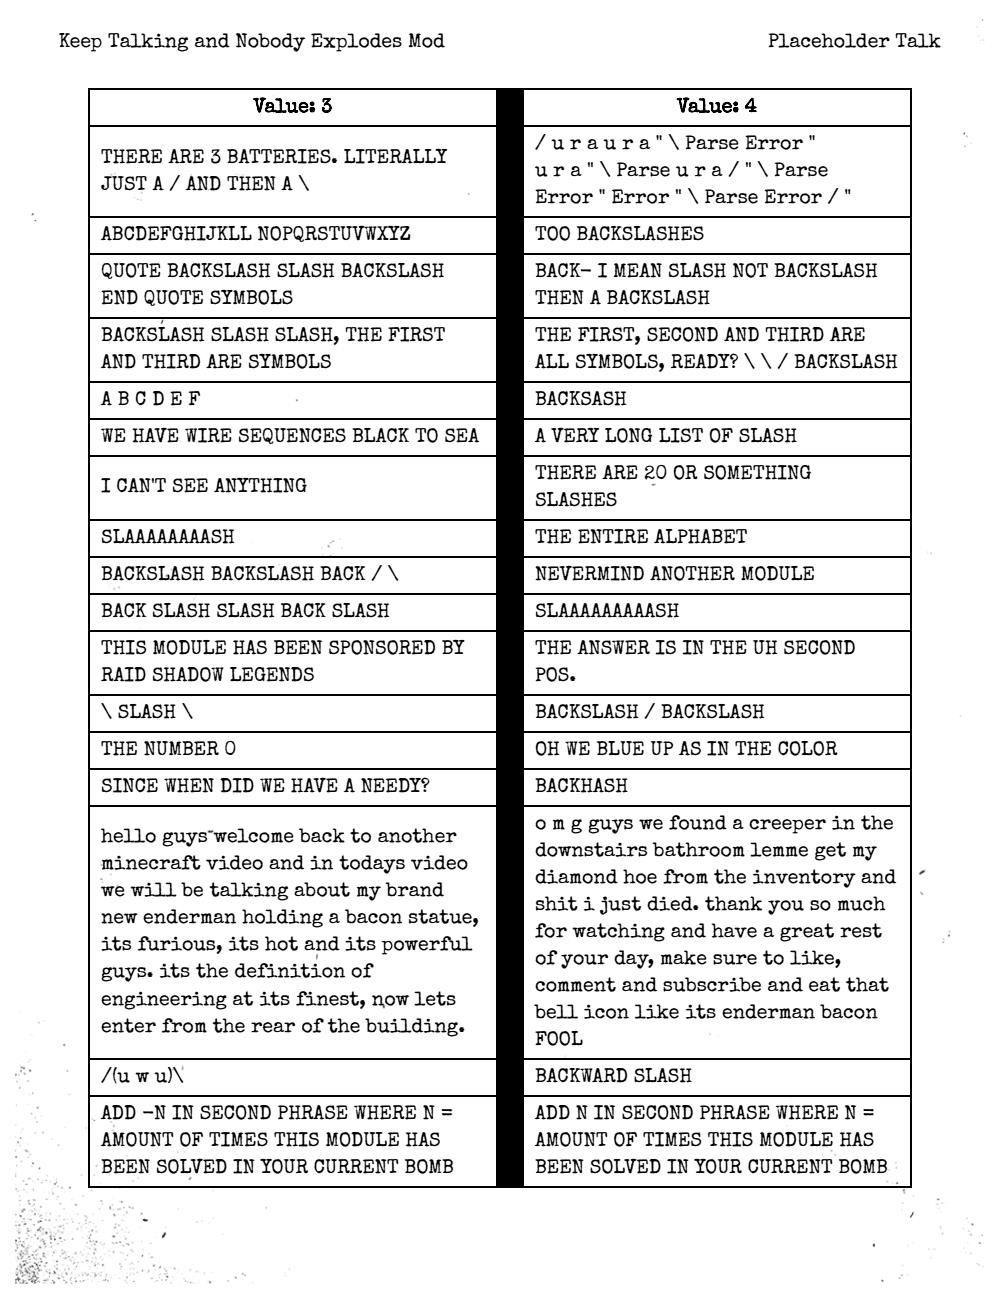 Keep Talking and Nobody Explodes Mod
Placeholder Talk
Value: 3
THERE ARE 3 BATTERIES. LITERALLY
JUST A / AND THEN A \
ABCDEFGHIJKLL NOPQRSTUVWXYZ
QUOTE BACKSLASH SLASH BACKSLASH
END QUOTE SYMBOLS
BACKSLASH SLASH SLASH, THE FIRST
AND THIRD ARE SYMBOLS
A B C D E F
WE HAVE WIRE SEQUENCES BLACK TO SEA
I CAN'T SEE ANYTHING
SLAAAAAAAASH
BACKSLASH BACKSLASH BACK / \
BACK SLASH SLASH BACK SLASH
THIS MODULE HAS BEEN SPONSORED BY
RAID SHADOW LEGENDS
\ SLASH \
THE NUMBER 0
SINCE WHEN DID WE HAVE A NEEDY?
hello guys welcome back to another
minecraft video and in todays video
we will be talking about my brand
new enderman holding a bacon statue,
its furious, its hot and its powerful
guys. its the definition of
engineering at its finest, now lets
enter from the rear of the building.
/(u w u)\
ADD -N IN SECOND PHRASE WHERE N =
AMOUNT OF TIMES THIS MODULE HAS
BEEN SOLVED IN YOUR CURRENT BOMB
Value: 4
/ u r a u r a " \ Parse Error "
u r a " \ Parse u r a / " \ Parse
Error " Error " \ Parse Error / "
TOO BACKSLASHES
BACK- I MEAN SLASH NOT BACKSLASH
THEN A BACKSLASH
THE FIRST, SECOND AND THIRD ARE
ALL SYMBOLS, READY? \ \ / BACKSLASH
BACKSASH
A VERY LONG LIST OF SLASH
THERE ARE 20 OR SOMETHING
SLASHES
THE ENTIRE ALPHABET
NEVERMIND ANOTHER MODULE
SLAAAAAAAAASH
THE ANSWER IS IN THE UH SECOND
POS.
BACKSLASH / BACKSLASH
OH WE BLUE UP AS IN THE COLOR
BACKHASH
o m g guys we found a creeper in the
downstairs bathroom lemme get my
diamond hoe from the inventory and
shit i just died. thank you so much
for watching and have a great rest
of your day, make sure to like,
comment and subscribe and eat that
bell icon like its enderman bacon
FOOL
BACKWARD SLASH
ADD N IN SECOND PHRASE WHERE N =
AMOUNT OF TIMES THIS MODULE HAS
BEEN SOLVED IN YOUR CURRENT BOMB